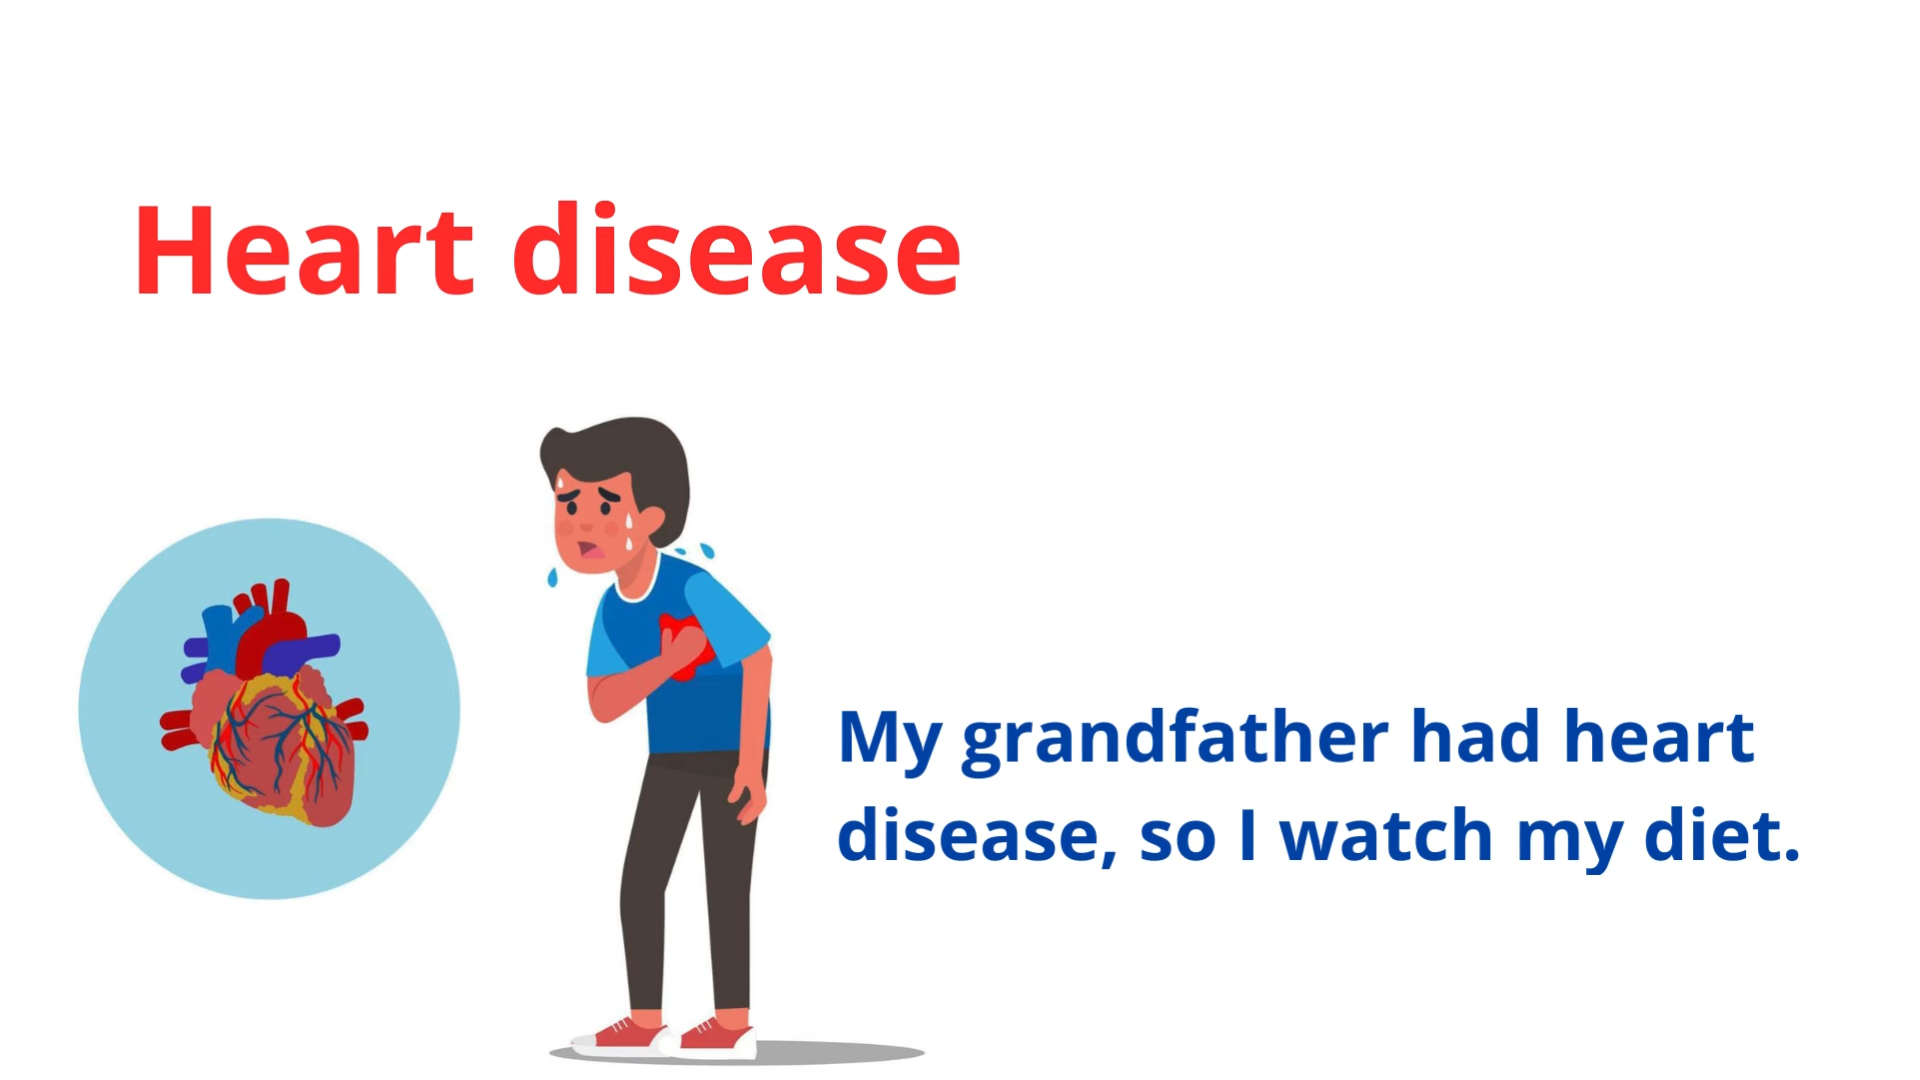 Heart disease
My grandfather had heart
disease, so I watch my diet.